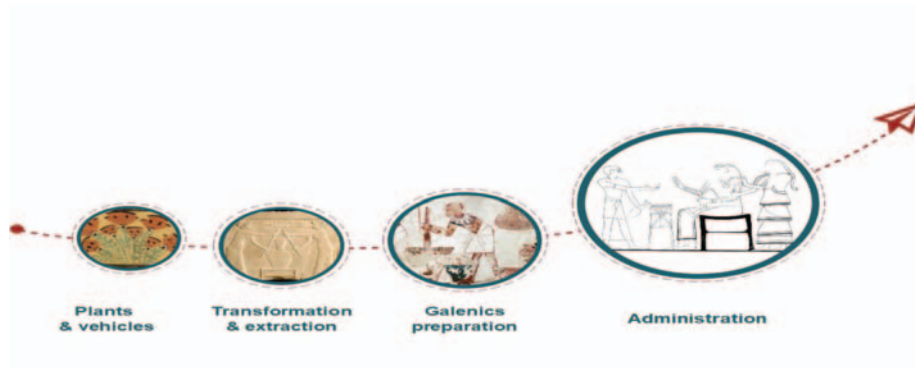 Plants
& vehicles
Transformation
& extraction
Galenics
preparation
Administration